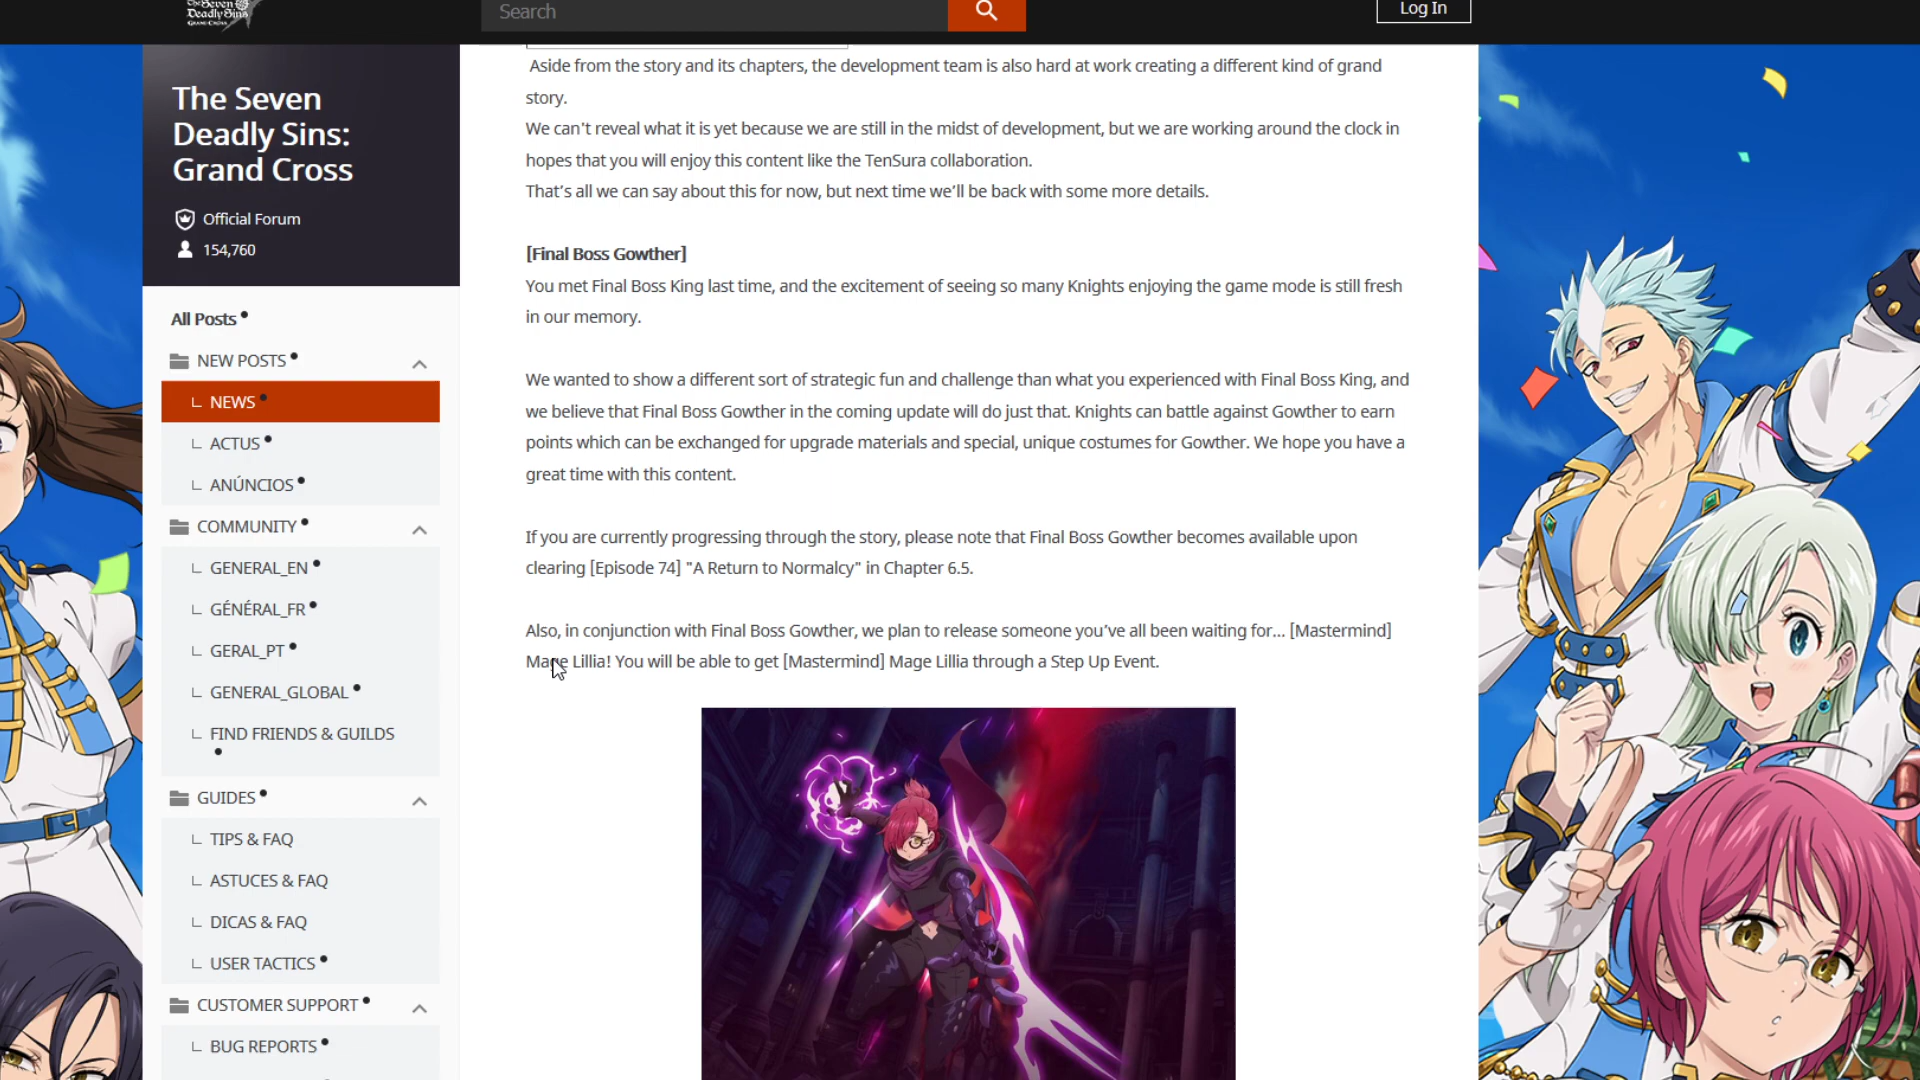 The Seven
Deadly Sins
GRAND CROSS
Search
Log In
The Seven
Deadly Sins:
Grand Cross
Official Forum
154,760
All Posts
NEW POSTS
NEWS
ACTUS
ANÚNCIOS
COMMUNITY
GENERAL_EN
GÉNÉRAL_FR
GERAL_PT
GENERAL_GLOBAL
FIND FRIENDS & GUILDS
GUIDES
TIPS & FAQ
ASTUCES & FAQ
DICAS & FAQ
USER TACTICS
CUSTOMER SUPPORT
BUG REPORTS
Aside from the story and its chapters, the development team is also hard at work creating a different kind of grand
story.
We can't reveal what it is yet because we are still in the midst of development, but we are working around the clock in
hopes that you will enjoy this content like the TenSura collaboration.
That's all we can say about this for now, but next time we'll be back with some more details.
[Final Boss Gowther]
You met Final Boss King last time, and the excitement of seeing so many Knights enjoying the game mode is still fresh
in our memory.
We wanted to show a different sort of strategic fun and challenge than what you experienced with Final Boss King, and
we believe that Final Boss Gowther in the coming update will do just that. Knights can battle against Gowther to earn
points which can be exchanged for upgrade materials and special, unique costumes for Gowther. We hope you have a
great time with this content.
If you are currently progressing through the story, please note that Final Boss Gowther becomes available upon
clearing [Episode 74] "A Return to Normalcy" in Chapter 6.5.
Also, in conjunction with Final Boss Gowther, we plan to release someone you've all been waiting for... [Mastermind]
Mage Lillia! You will be able to get [Mastermind] Mage Lillia through a Step Up Event.